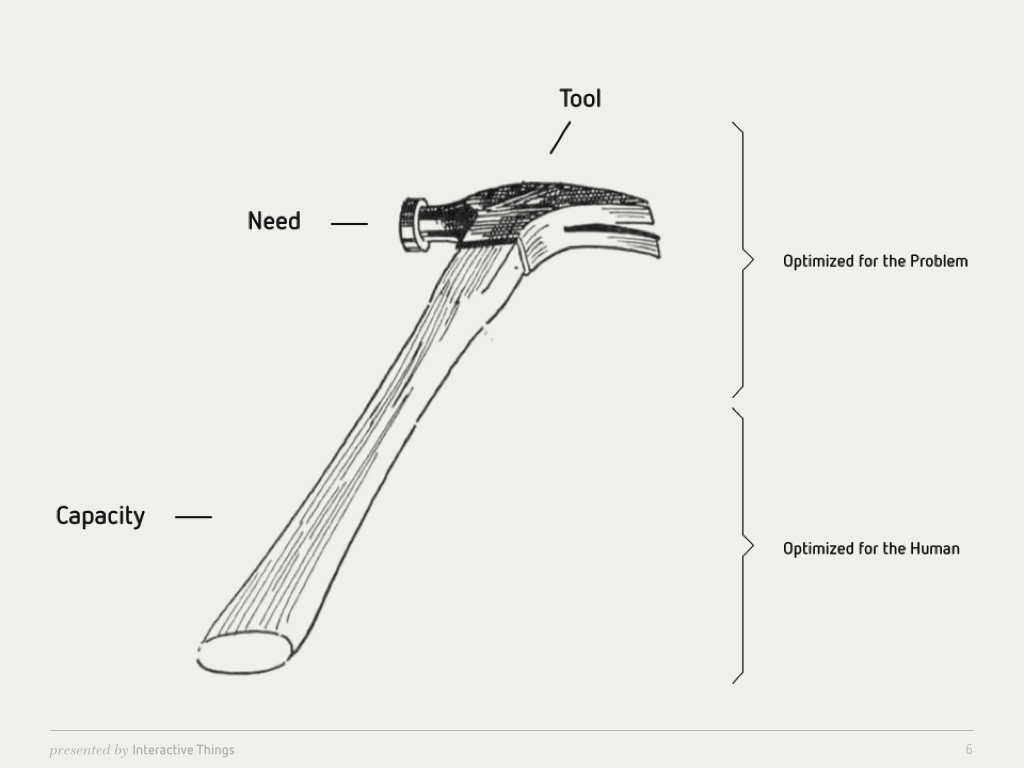 Tool
Need
Optimized for the Problem
Capacity
Optimized for the Human
presented by Interactive Things
6